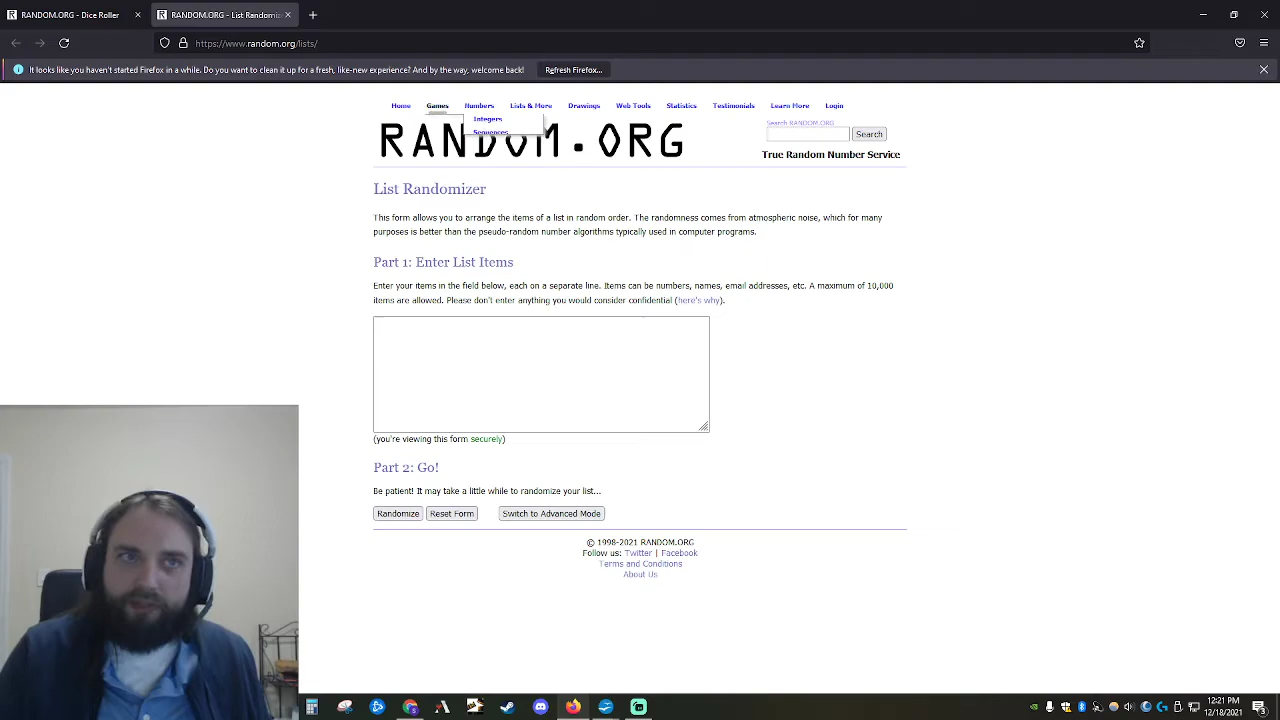 RANDOM.ORG - Dice Roller
RANDOM.ORG - List Randomizer
https://www.random.org/lists/
It looks like you haven't started Firefox in a while. Do you want to clean it up for a fresh, like-new experience? And by the way, welcome back!
Refresh Firefox...
Home Games Numbers Lists & More Drawings Web Tools Statistics Testimonials Learn More Login
Integers
Sequences
RANDOM.ORG
Search RANDOM.ORG
Search
True Random Number Service
List Randomizer
This form allows you to arrange the items of a list in random order. The randomness comes from atmospheric noise, which for many
purposes is better than the pseudo-random number algorithms typically used in computer programs.
Part 1: Enter List Items
Enter your items in the field below, each on a separate line. Items can be numbers, names, email addresses, etc. A maximum of 10,000
items are allowed. Please don't enter anything you would consider confidential (here's why).
(you're viewing this form securely)
Part 2: Go!
Be patient! It may take a little while to randomize your list...
Randomize Reset Form Switch to Advanced Mode
© 1998-2021 RANDOM.ORG
Follow us: Twitter | Facebook
Terms and Conditions
About Us
12:21 PM
12/18/2021